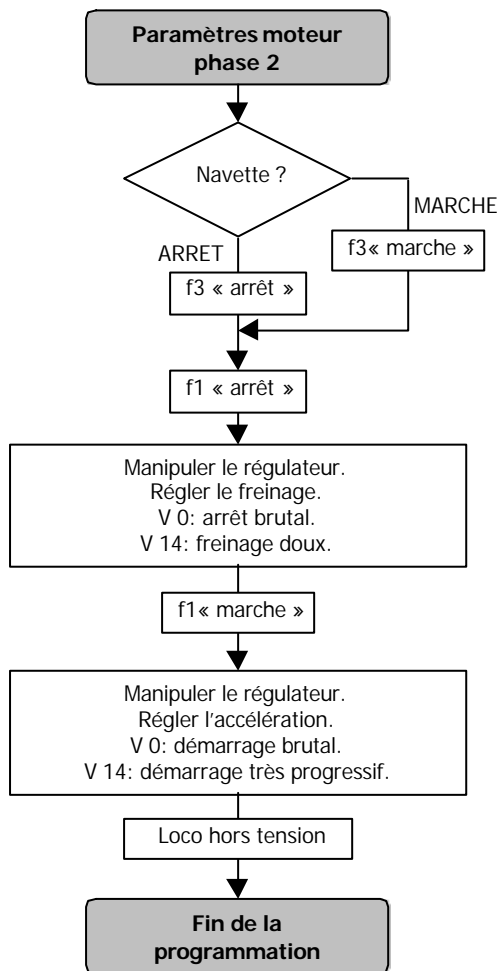 Paramètres moteur
phase 2
Navette ?
MARCHE
ARRET
f3« marche »
f3 « arrêt »
f1 « arrêt »
Manipuler le régulateur.
Régler le freinage.
V 0: arrêt brutal.
V 14: freinage doux.
f1« marche »
Manipuler le régulateur.
Régler l'accélération.
V 0: démarrage brutal.
V 14: démarrage très progressif.
Loco hors tension
Fin de la
programmation